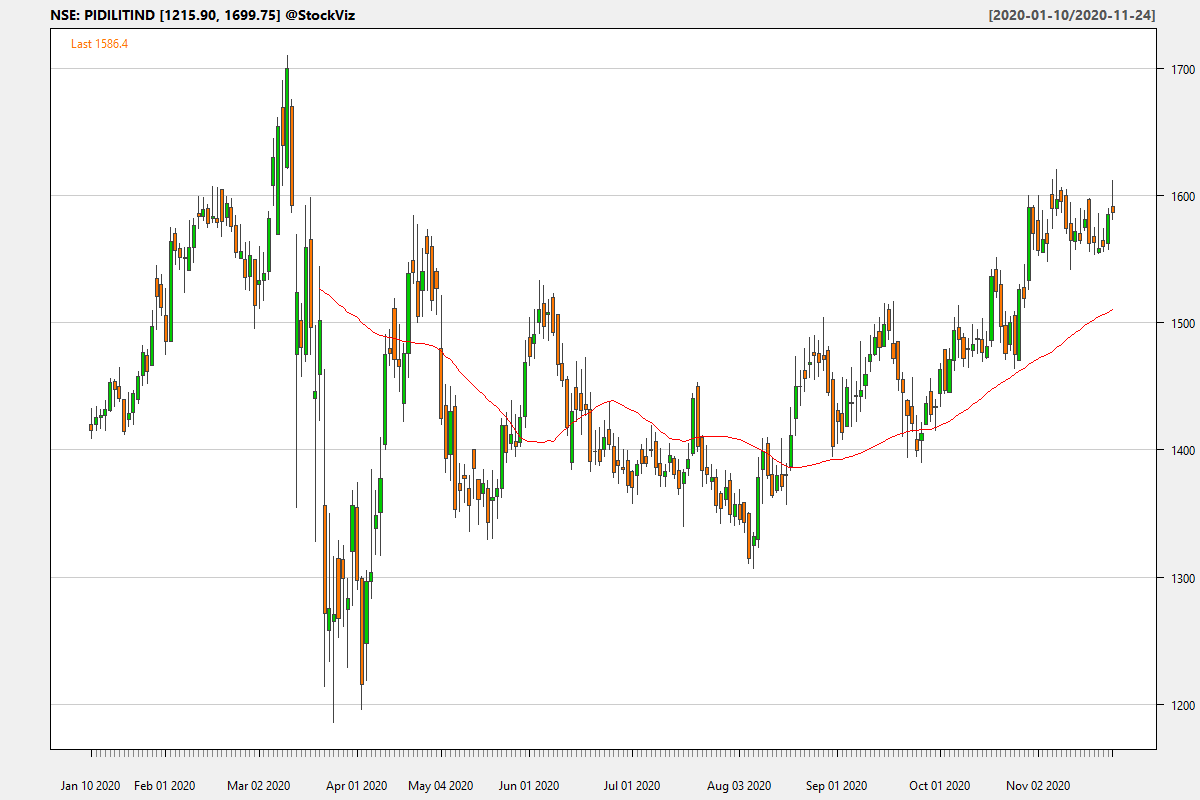 NSE: PIDILITIND [1215.90, 1699.75] @StockViz [2020-01-10/2020-11-24]
Last 1586.4
1700
1600
1500
1400
1300
1200
Jan 10 2020 Feb 01 2020 Mar 02 2020 Apr 01 2020 May 04 2020 Jun 01 2020 Jul 01 2020 Aug 03 2020 Sep 01 2020 Oct 01 2020 Nov 02 2020